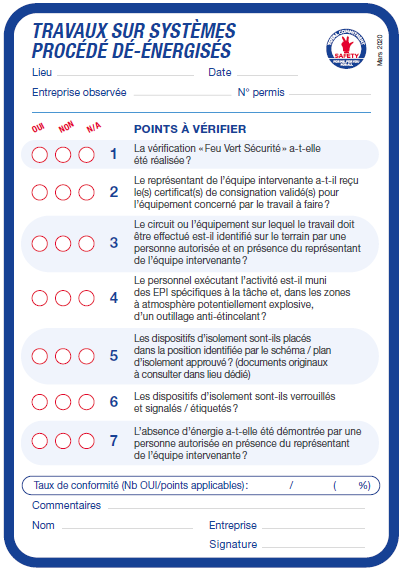 TRAVAUX SUR SYSTÈMES
PROCÉDÉ DÉ-ÉNERGISÉS
SAFETY
Mars 2020
Lieu
Date
Entreprise observée
N° permis
OUI NON N/A
POINTS À VÉRIFIER
1 La vérification « Feu Vert Sécurité » a-t-elle
été réalisée ?
2 Le représentant de l'équipe intervenante a-t-il reçu
le(s) certificat(s) de consignation validé(s) pour
l'équipement concerné par le travail à faire ?
3 Le circuit ou l'équipement sur lequel le travail doit
être effectué est-il identifié sur le terrain par une
personne autorisée et en présence du représentant
de l'équipe intervenante ?
4 Le personnel exécutant l'activité est-il muni
des EPI spécifiques à la tâche et, dans les zones
à atmosphère potentiellement explosive,
d'un outillage anti-étincelant ?
5 Les dispositifs d'isolement sont-ils placés
dans la position identifiée par le schéma / plan
d'isolement approuvé ? (documents originaux
à consulter dans lieu dédié)
6 Les dispositifs d'isolement sont-ils verrouillés
et signalés / étiquetés ?
7 L'absence d'énergie a-t-elle été démontrée par une
personne autorisée en présence du représentant
de l'équipe intervenante ?
Taux de conformité (Nb OUI/points applicables) : / ( %)
Commentaires
Nom
Entreprise
Signature